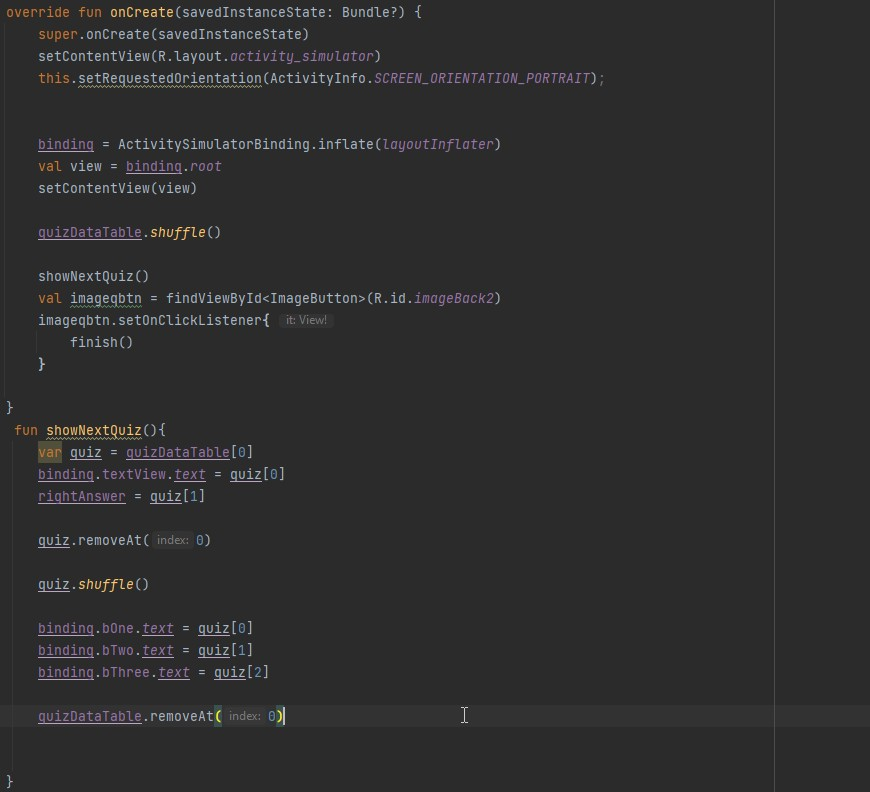 override fun onCreate(savedInstanceState: Bundle?) {
super.onCreate(savedInstanceState)
setContentView(R.layout.activity_simulator)
this.setRequestedOrientation(ActivityInfo.SCREEN_ORIENTATION_PORTRAIT);
binding = ActivitySimulatorBinding.inflate(layoutInflater)
val view = binding.root
setContentView(view)
quizDataTable.shuffle()
showNextQuiz()
val imageqbtn = findViewById<ImageButton>(R.id.imageBack2)
imageqbtn.setOnClickListener{ it: View!
finish()
}
}
fun showNextQuiz(){
var quiz = quizDataTable[0]
binding.textView.text = quiz[0]
rightAnswer = quiz[1]
quiz.removeAt( index: 0)
quiz.shuffle()
binding.bOne.text = quiz[0]
binding.bTwo.text = quiz[1]
binding.bThree.text = quiz[2]
quizDataTable.removeAt( index: 0)
}